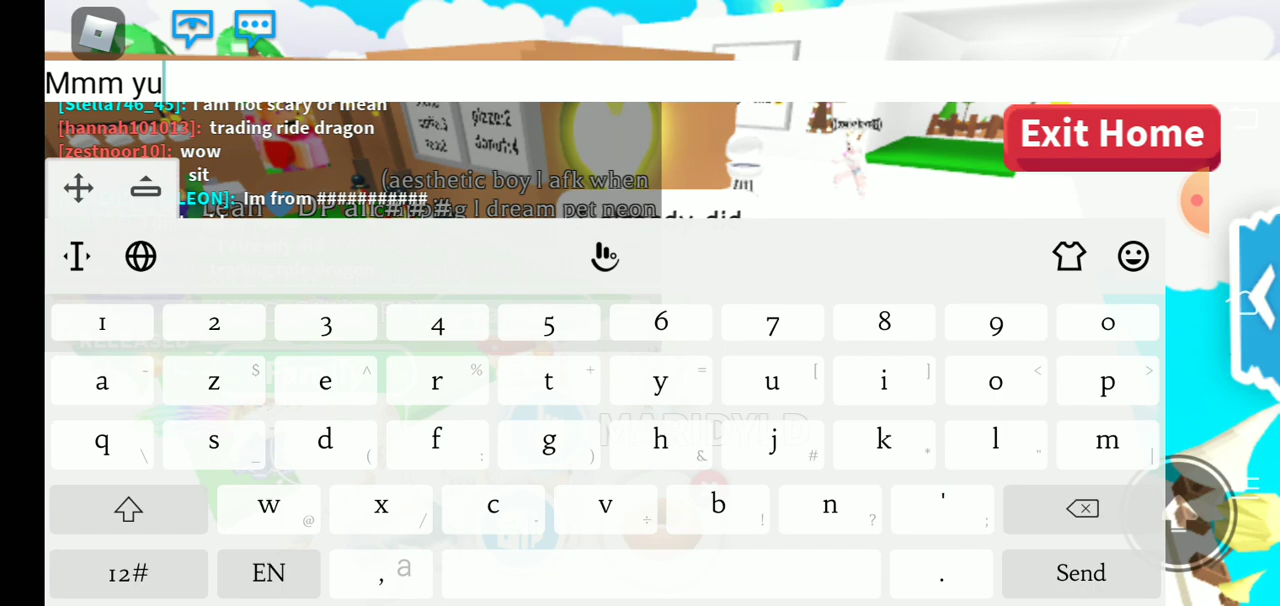 Mmm yu
[Stella746_45]: I am not scary or mean
[hannah101013]: trading ride dragon
[zestnoor10]: wow
sit
LEON]: Im from ###########
(aesthetic boy l afk when
l dream pet neon
Exit Home
1 2 3 4 5 6 7 8 9 0
a - z $ e ^ r % t + y = u [ i ] o < p >
q \ s _ d ( f : g ) h & j # k * l " m |
w @ x / c - v ÷ b ! n ? ' ;
12# EN , a . Send